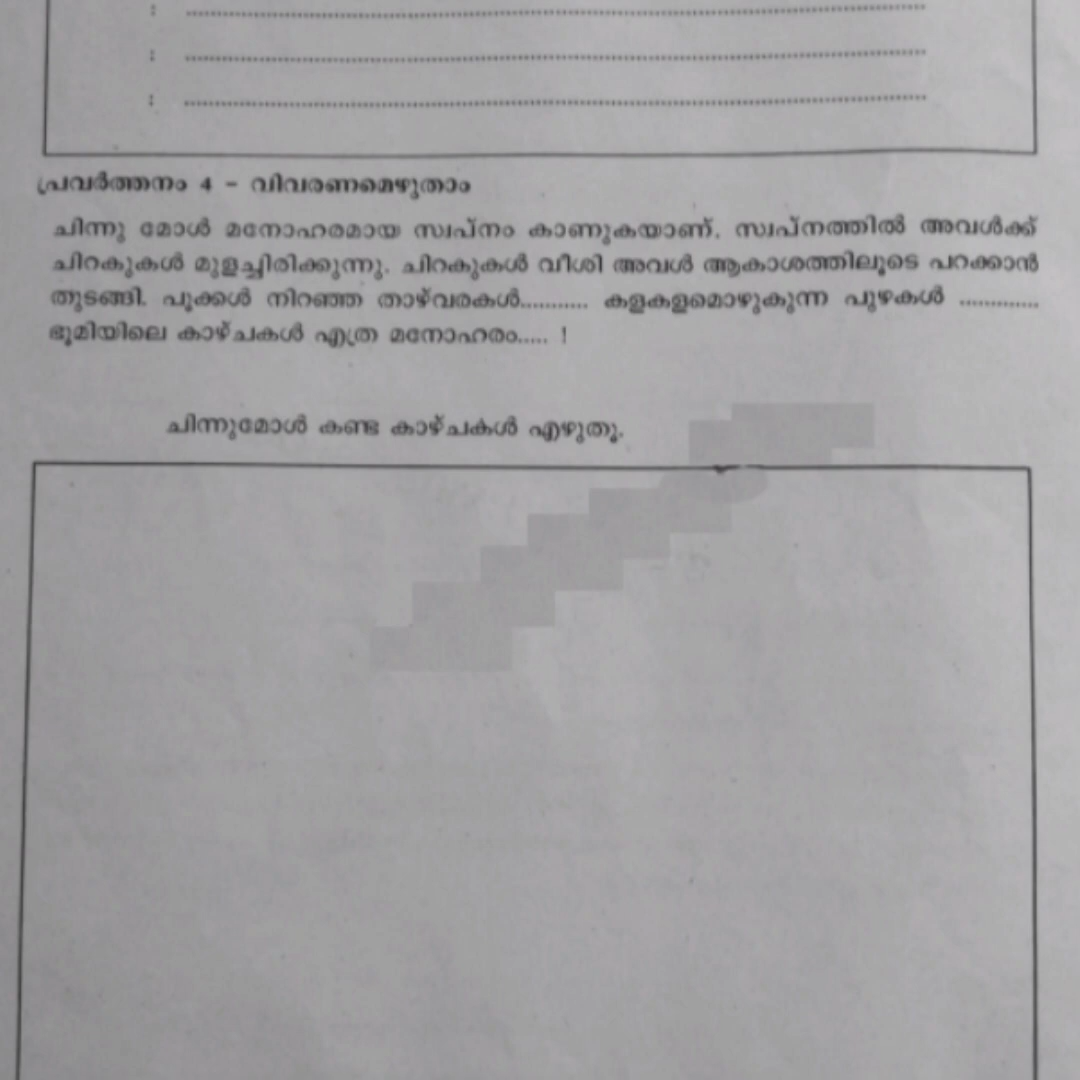 : ........................................................................
: ........................................................................
: ........................................................................
പ്രവർത്തനം 4 - വിവരണമെഴുതാം
ചിന്നു മോൾ മനോഹരമായ സ്വപ്നം കാണുകയാണ്. സ്വപ്നത്തിൽ അവൾക്ക്
ചിറകുകൾ മുളച്ചിരിക്കുന്നു. ചിറകുകൾ വീശി അവൾ ആകാശത്തിലൂടെ പറക്കാൻ
തുടങ്ങി. പൂക്കൾ നിറഞ്ഞ താഴ്‌വരകൾ........... കളകളമൊഴുകുന്ന പുഴകൾ .............
ഭൂമിയിലെ കാഴ്ചകൾ എത്ര മനോഹരം..... !
ചിന്നുമോൾ കണ്ട കാഴ്ചകൾ എഴുതൂ.